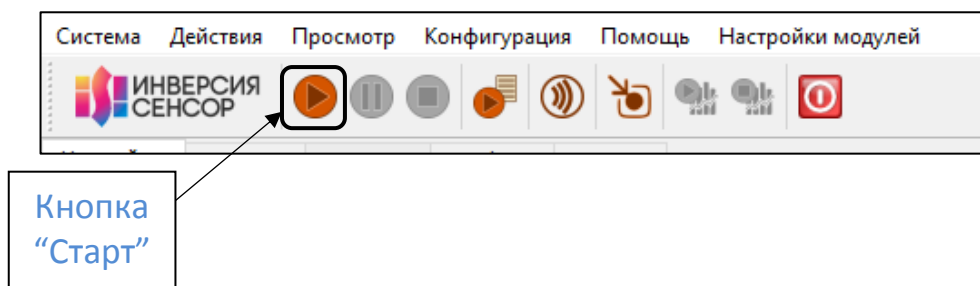 Система Действия Просмотр Конфигурация Помощь Настройки модулей
ИНВЕРСИЯ
СЕНСОР
Кнопка
“Старт”